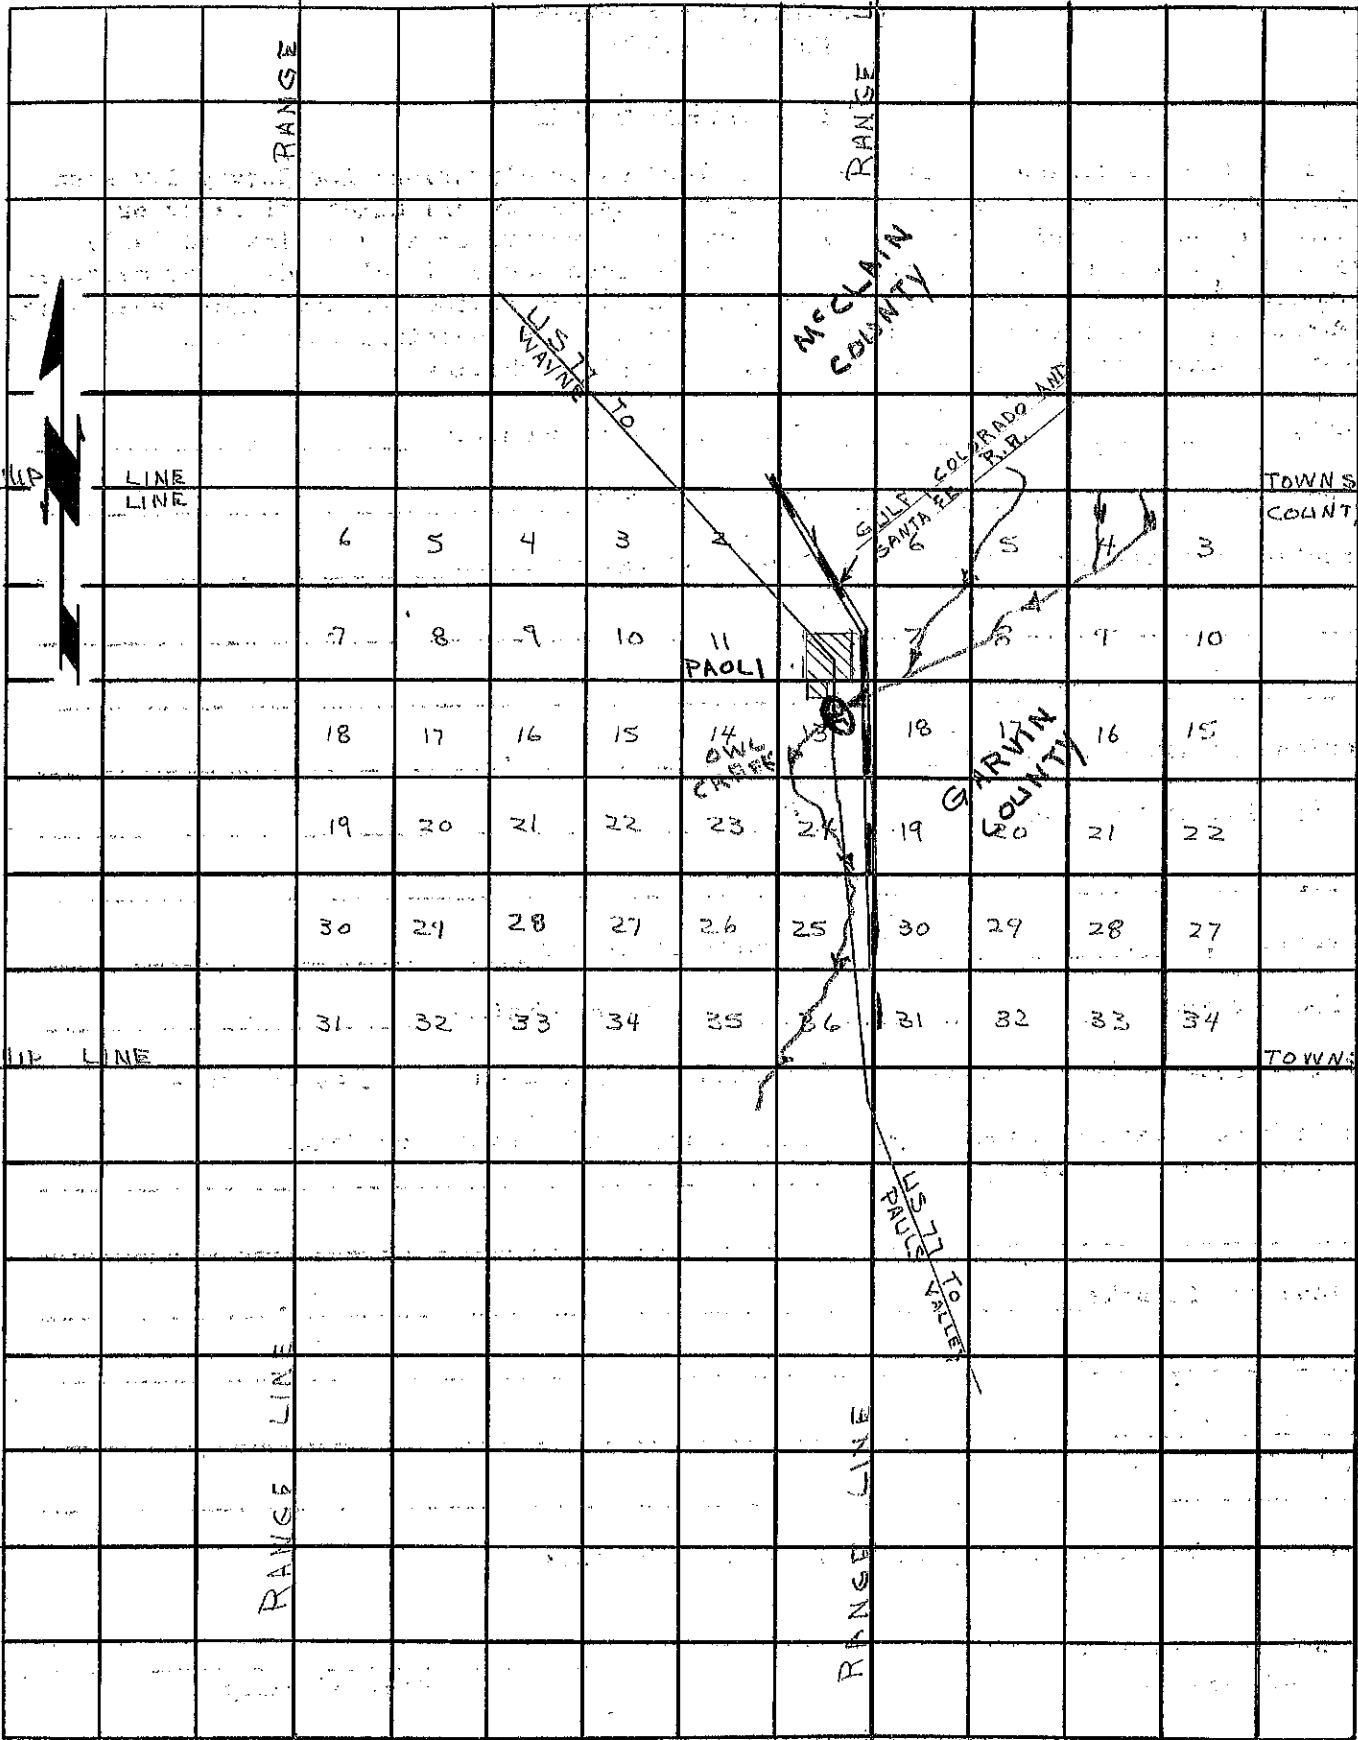 RANGE
RANGE L
McCLAIN
COUNTY
US 77 TO
WAYNE
GULF COLORADO AND
SANTA FE R.R.
UP LINE
LINE
TOWNS
COUNT
6 5 4 3 2 1 6 5 4 3
7 8 9 10 11 7 8 9 10
PAOLI
18 17 16 15 14 13 18 17 16 15
OWL
CREEK
GARVIN
COUNTY
19 20 21 22 23 24 19 20 21 22
30 29 28 27 26 25 30 29 28 27
31 32 33 34 35 36 31 32 33 34
UP LINE
TOWNS
US 77 TO
PAULS VALLEY
RANGE LINE
RANGE LINE